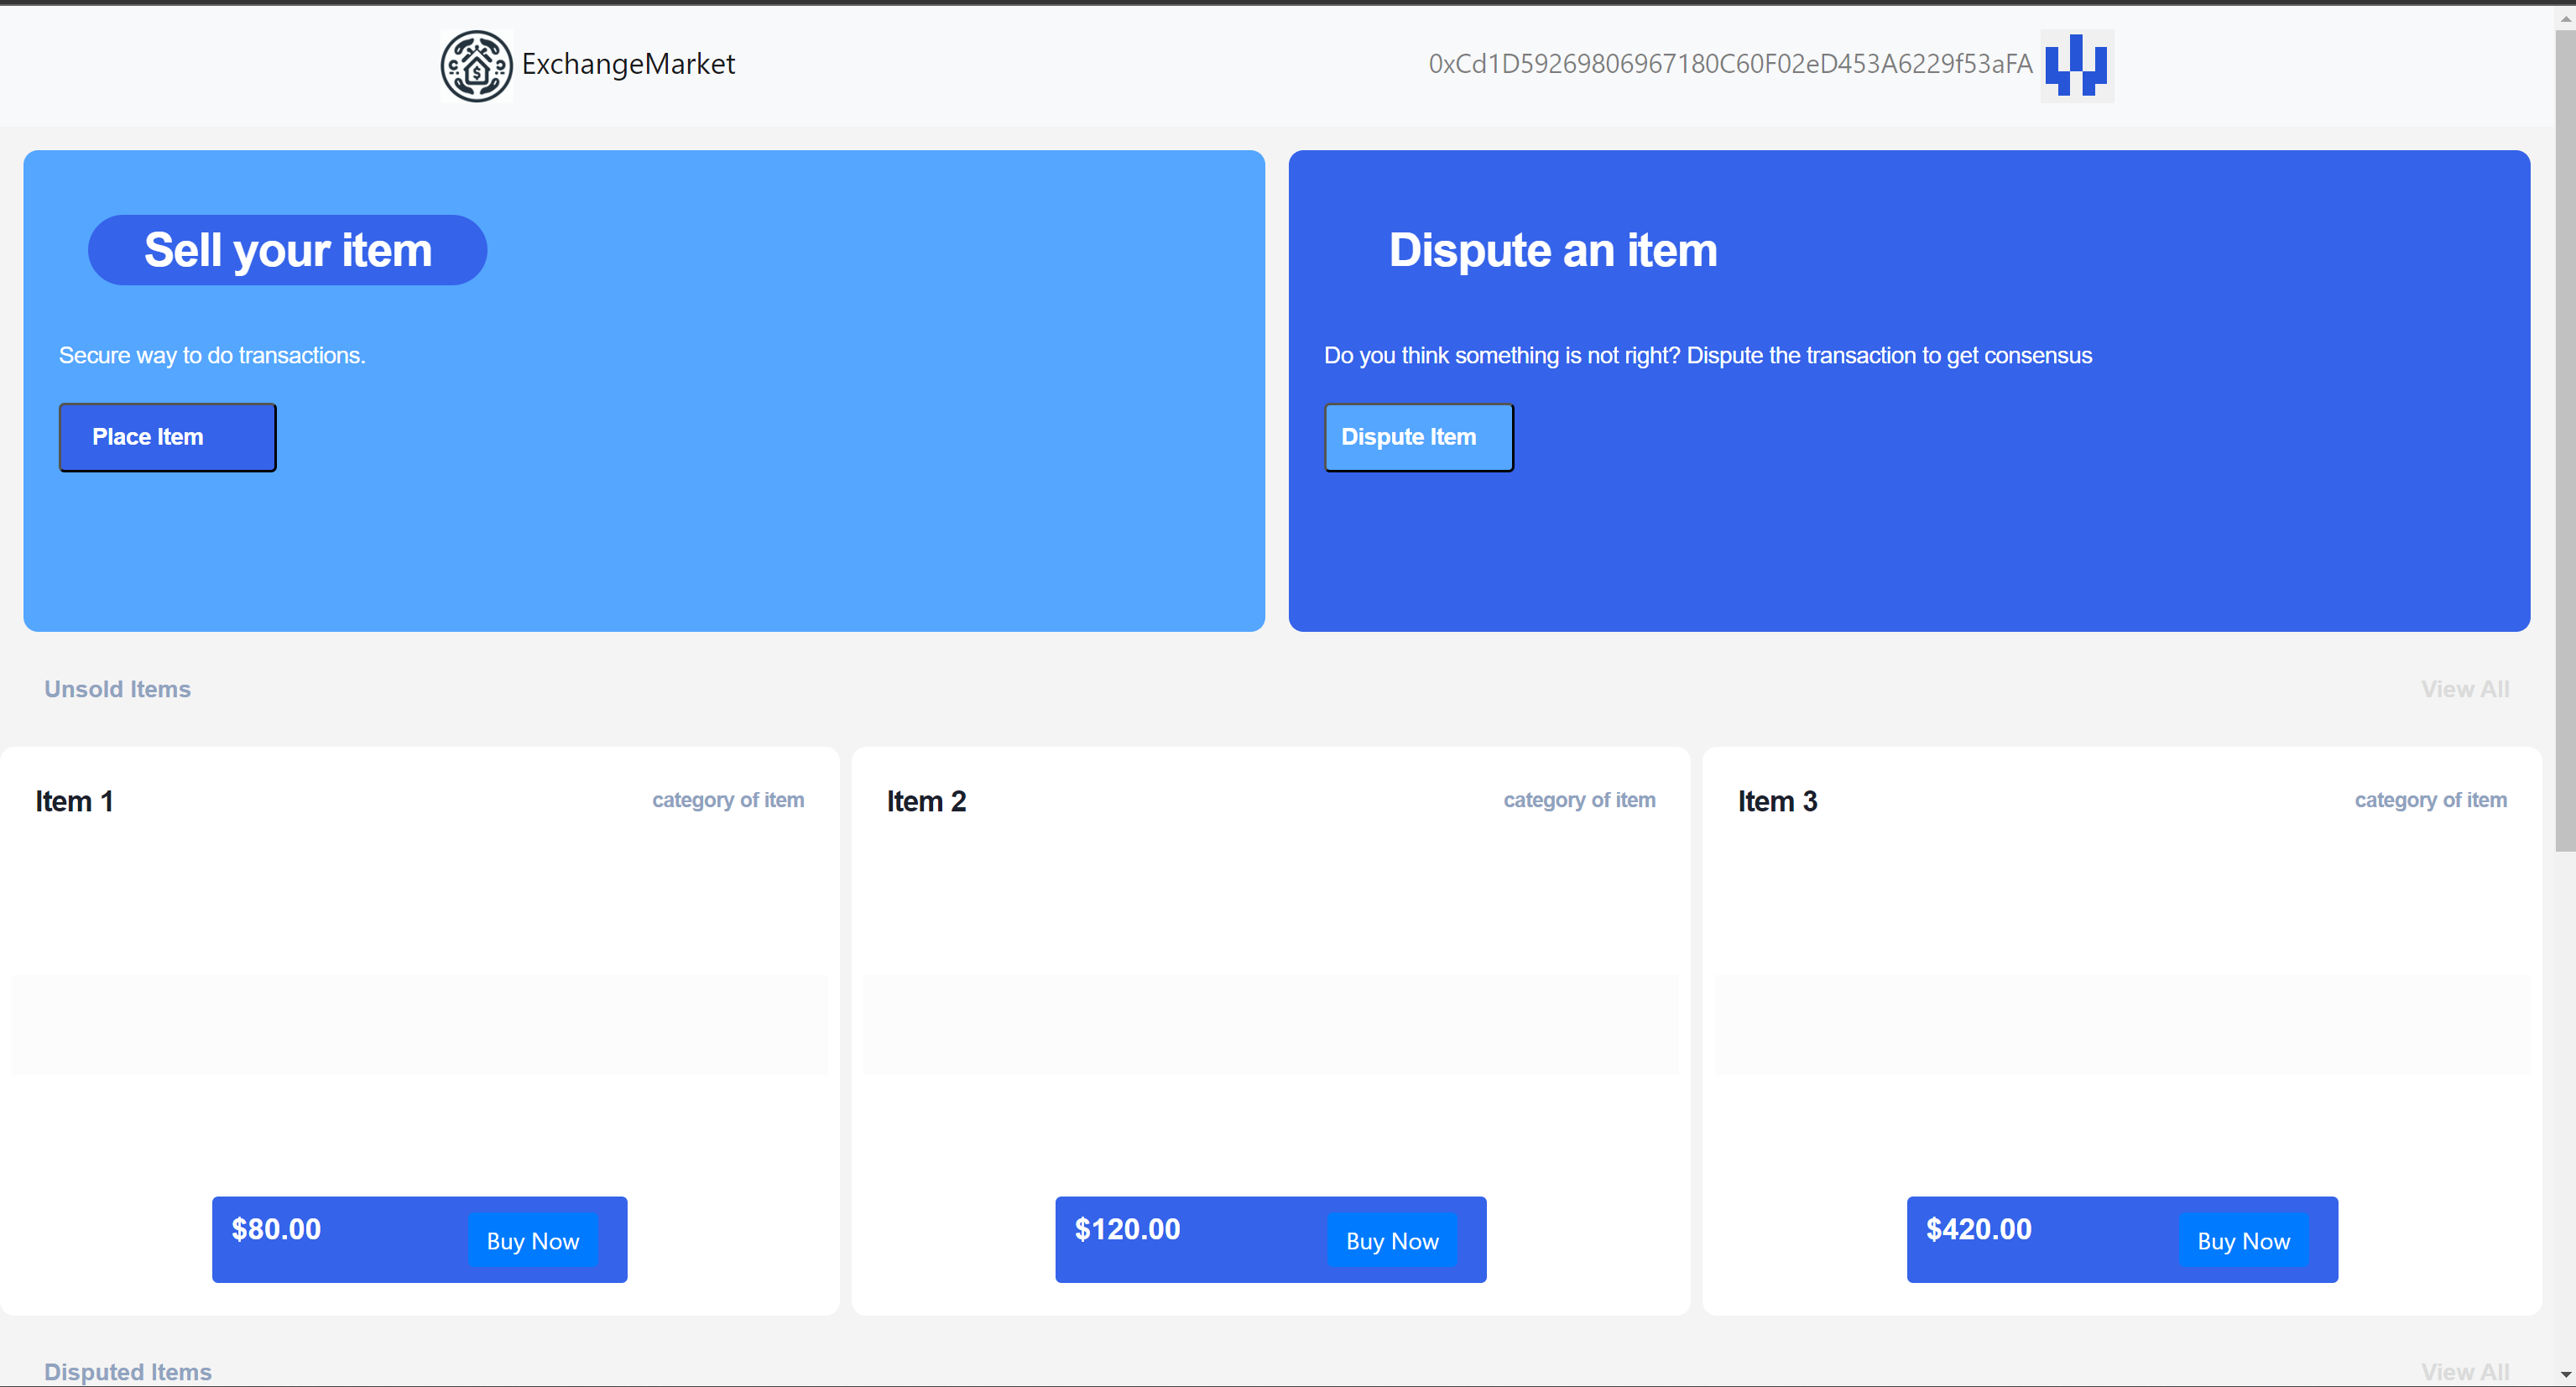 ExchangeMarket
0xCd1D59269806967180C60F02eD453A6229f53aFA
Sell your item
Secure way to do transactions.
Place Item
Dispute an item
Do you think something is not right? Dispute the transaction to get consensus
Dispute Item
Unsold Items
View All
Item 1
category of item
$80.00
Buy Now
Item 2
category of item
$120.00
Buy Now
Item 3
category of item
$420.00
Buy Now
Disputed Items
View All